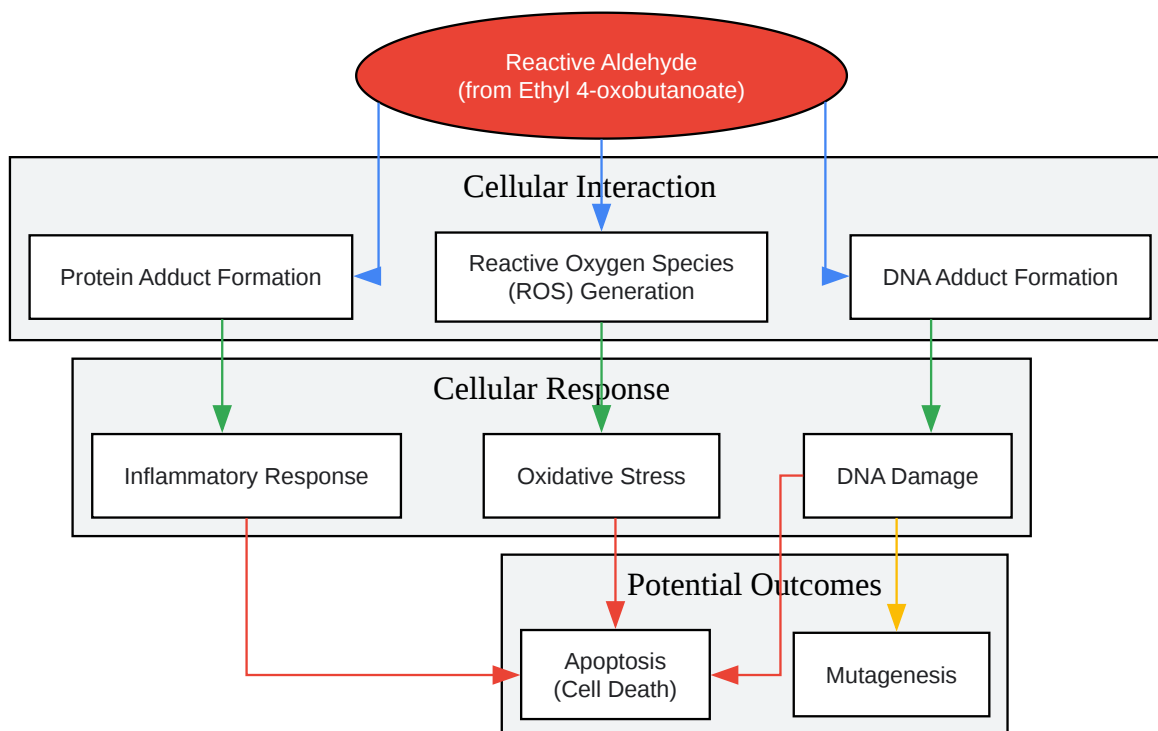 Reactive Aldehyde
(from Ethyl 4-oxobutanoate)
Cellular Interaction
Protein Adduct Formation
Reactive Oxygen Species
(ROS) Generation
DNA Adduct Formation
Cellular Response
Inflammatory Response
Oxidative Stress
DNA Damage
Potential Outcomes
Apoptosis
(Cell Death)
Mutagenesis